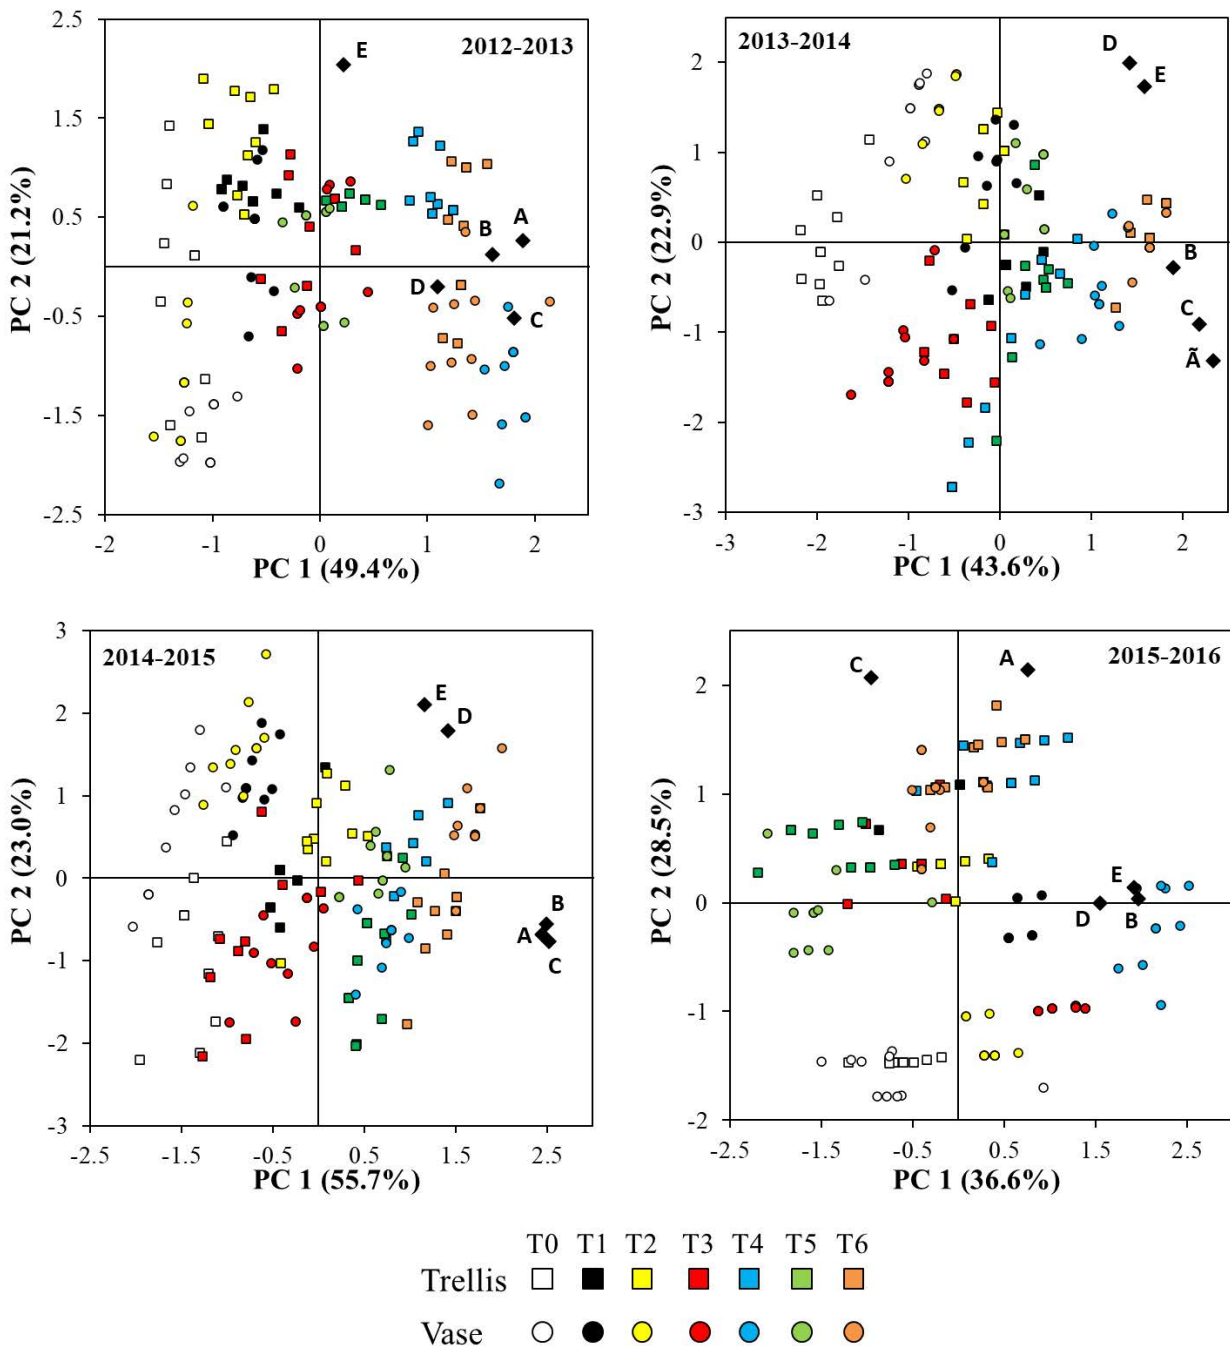 2.5
1.5
0.5
-0.5
-1.5
-2.5
-2
-1
0
1
2
PC 2 (21.2%)
PC 1 (49.4%)
2012-2013
E
A
B
D
C
2
1
0
-1
-2
-3
-3
-2
-1
0
1
2
PC 2 (22.9%)
PC 1 (43.6%)
2013-2014
D
E
B
C
Ã
3
2
1
0
-1
-2
-3
-2.5
-1.5
-0.5
0.5
1.5
2.5
PC 2 (23.0%)
PC 1 (55.7%)
2014-2015
E
D
B
A
C
2
1
0
-1
-2
-2.5
-1.5
-0.5
0.5
1.5
2.5
PC 2 (28.5%)
PC 1 (36.6%)
2015-2016
C
A
E
D
B
T0 T1 T2 T3 T4 T5 T6
Trellis
Vase